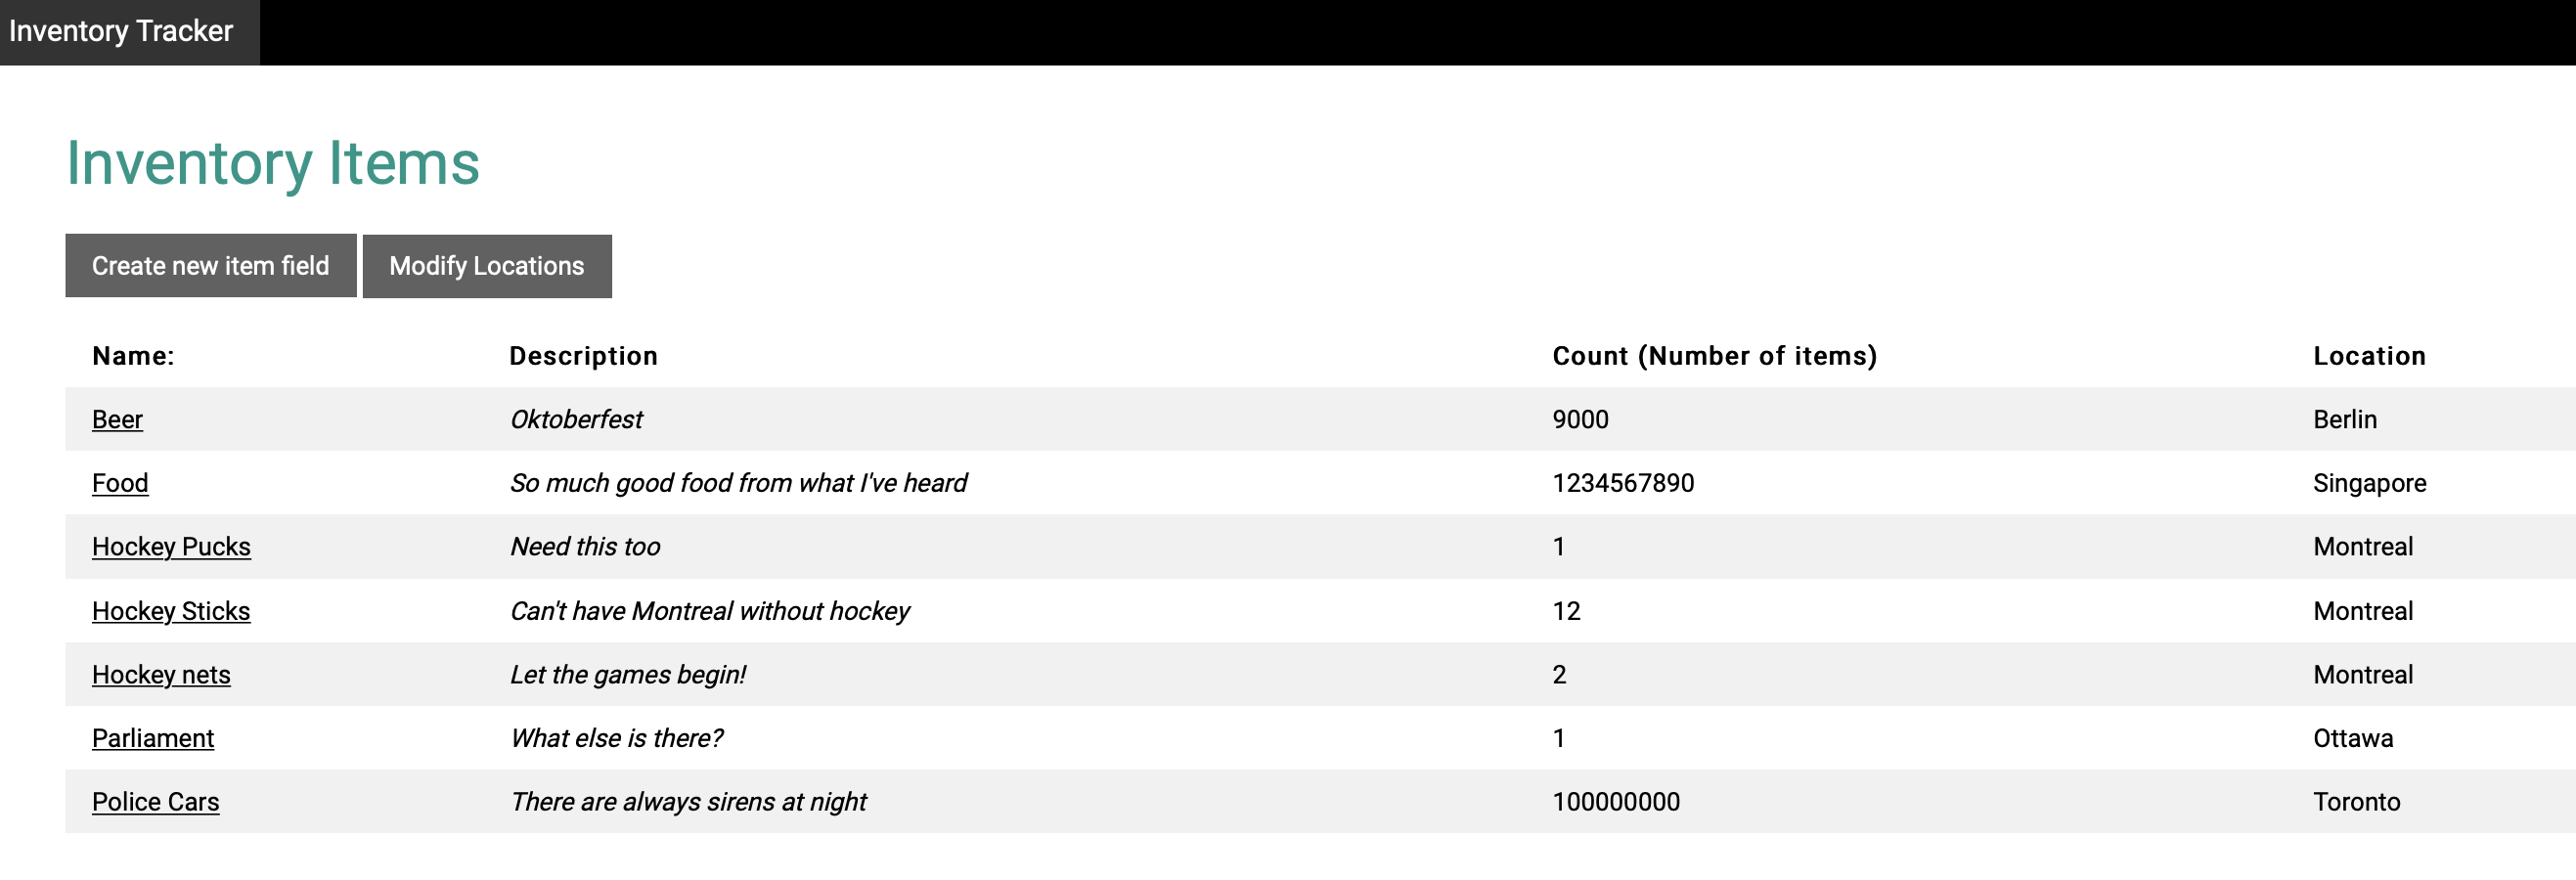 Inventory Tracker
Inventory Items
Create new item field Modify Locations
Name: Description Count (Number of items) Location
Beer Oktoberfest 9000 Berlin
Food So much good food from what I've heard 1234567890 Singapore
Hockey Pucks Need this too 1 Montreal
Hockey Sticks Can't have Montreal without hockey 12 Montreal
Hockey nets Let the games begin! 2 Montreal
Parliament What else is there? 1 Ottawa
Police Cars There are always sirens at night 100000000 Toronto